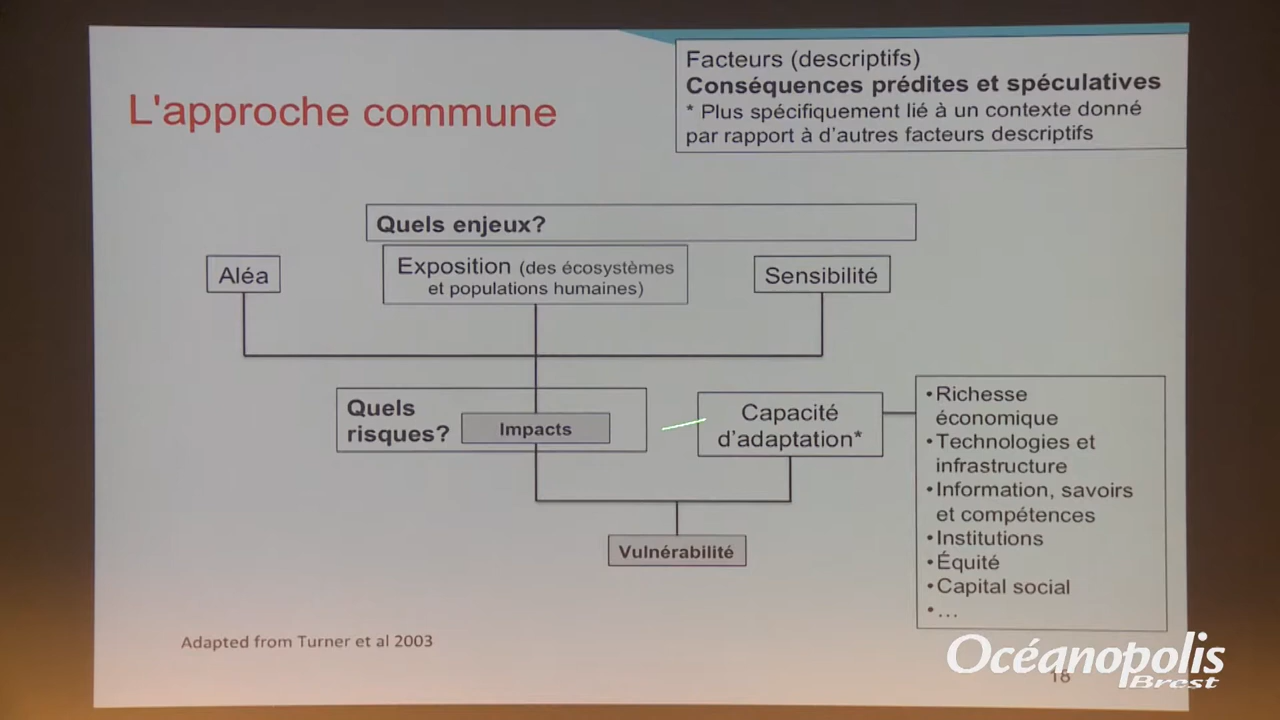 L'approche commune
Facteurs (descriptifs)
Conséquences prédites et spéculatives
* Plus spécifiquement lié à un contexte donné
par rapport à d'autres facteurs descriptifs
Quels enjeux?
Aléa
Exposition (des écosystèmes
et populations humaines)
Sensibilité
Quels
risques?
Impacts
Capacité
d'adaptation*
•Richesse
économique
•Technologies et
infrastructure
•Information, savoirs
et compétences
•Institutions
•Équité
•Capital social
•…
Vulnérabilité
Adapted from Turner et al 2003
18
Océanopolis
Brest